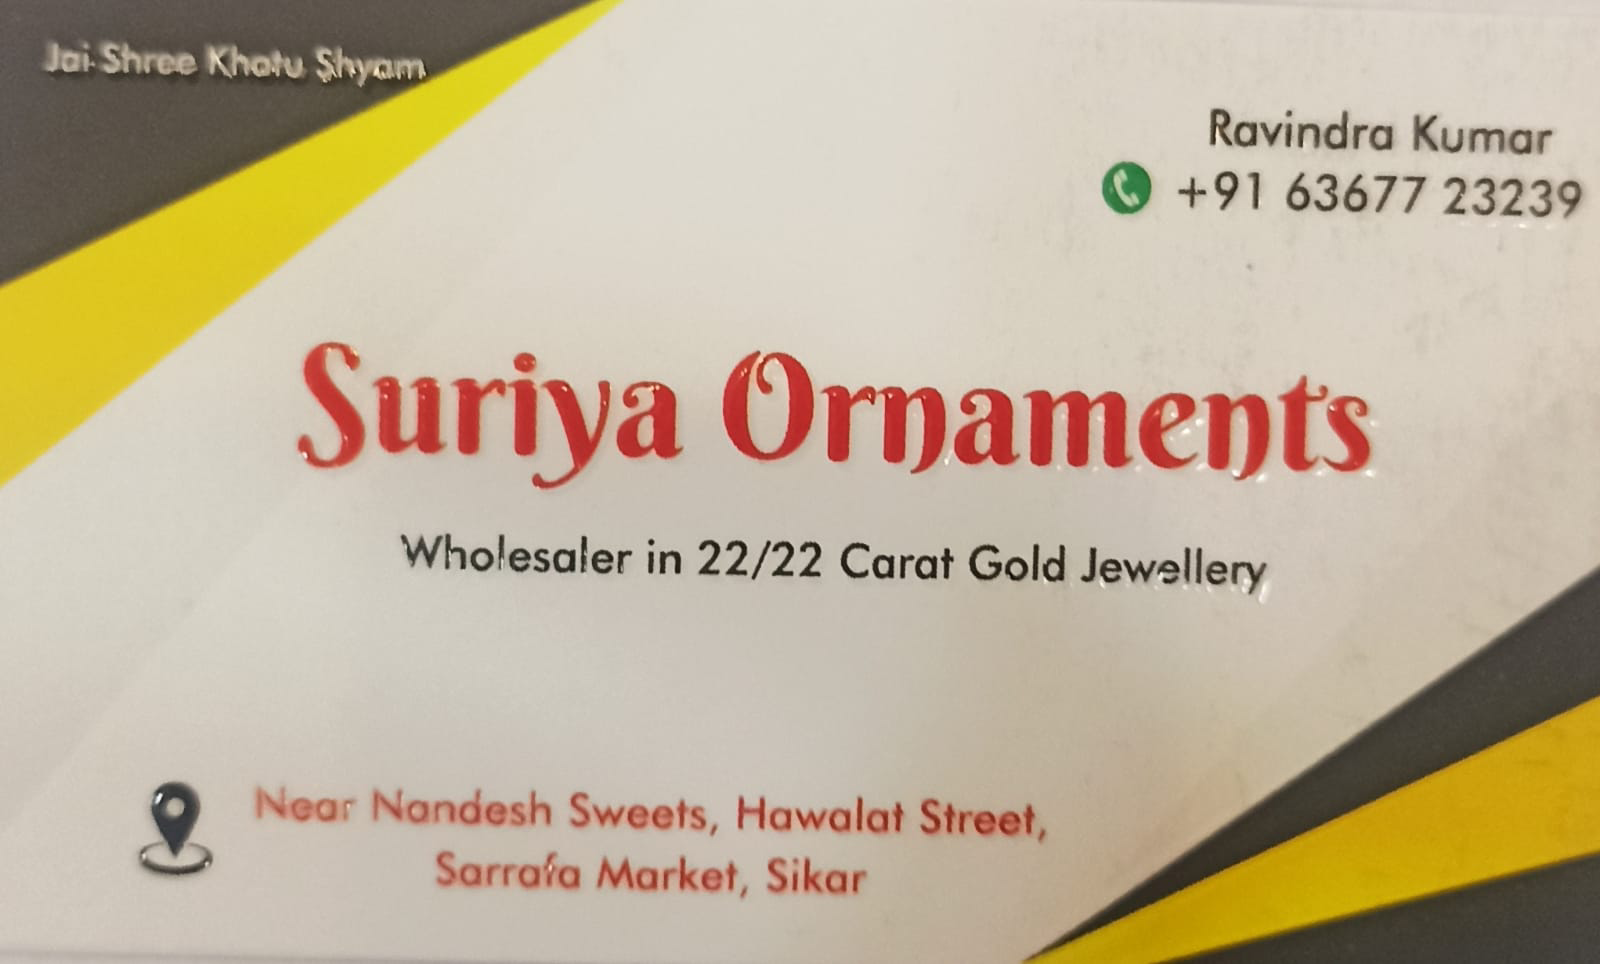 Jai Shree Khatu Shyam
Ravindra Kumar
+91 63677 23239
Suriya Ornaments
Wholesaler in 22/22 Carat Gold Jewellery
Near Nandesh Sweets, Hawalat Street,
Sarrafa Market, Sikar